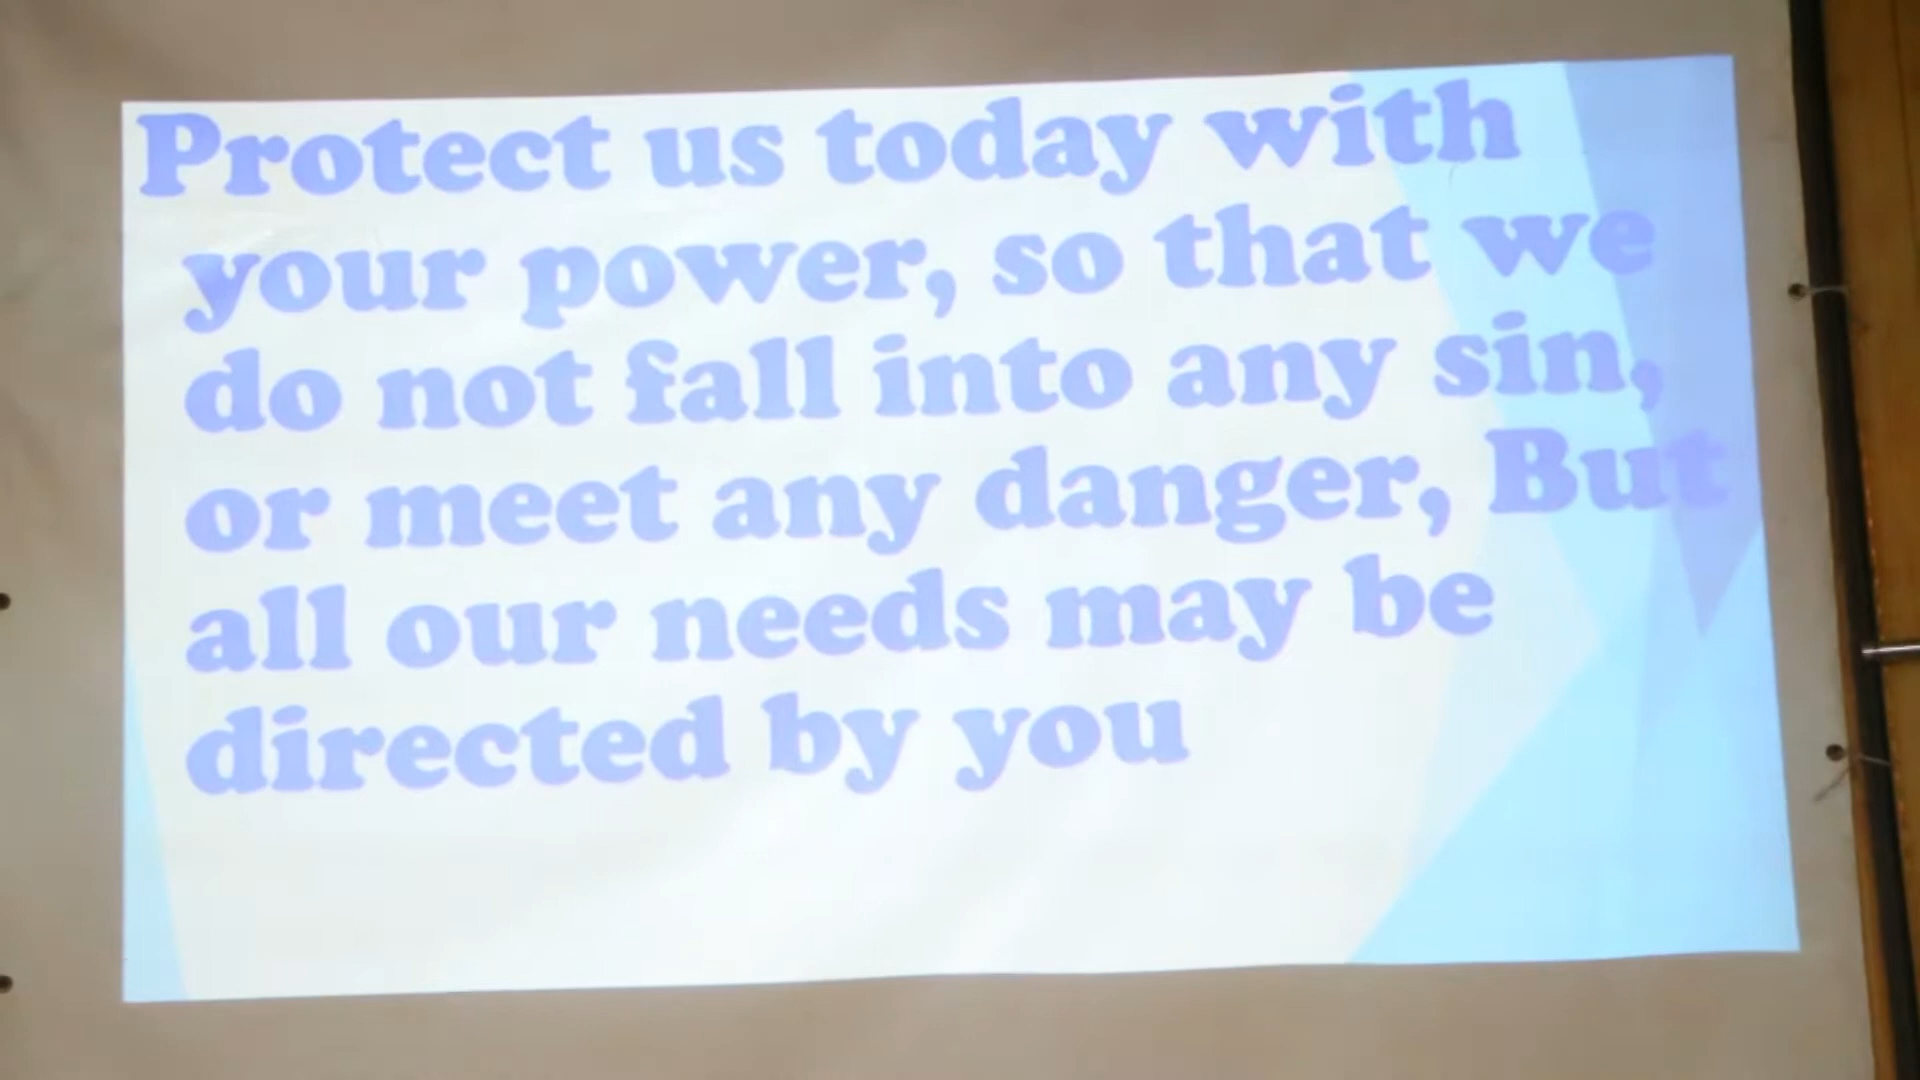 Protect us today with
your power, so that we
do not fall into any sin,
or meet any danger, But
all our needs may be
directed by you